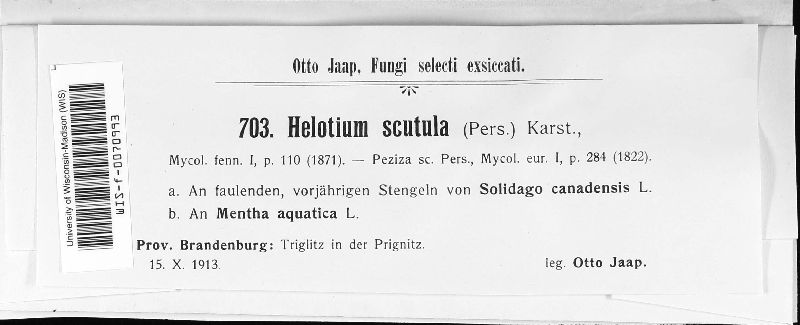 Otto Jaap, Fungi selecti exsiccati.
703. Helotium scutula (Pers.) Karst.,
Mycol. fenn. I, p. 110 (1871). — Peziza sc. Pers., Mycol. eur. I, p. 284 (1822).
a. An faulenden, vorjährigen Stengeln von Solidago canadensis L.
b. An Mentha aquatica L.
Prov. Brandenburg: Triglitz in der Prignitz.
15. X. 1913.
leg. Otto Jaap.
University of Wisconsin-Madison (WIS)
WIS-f-0070993